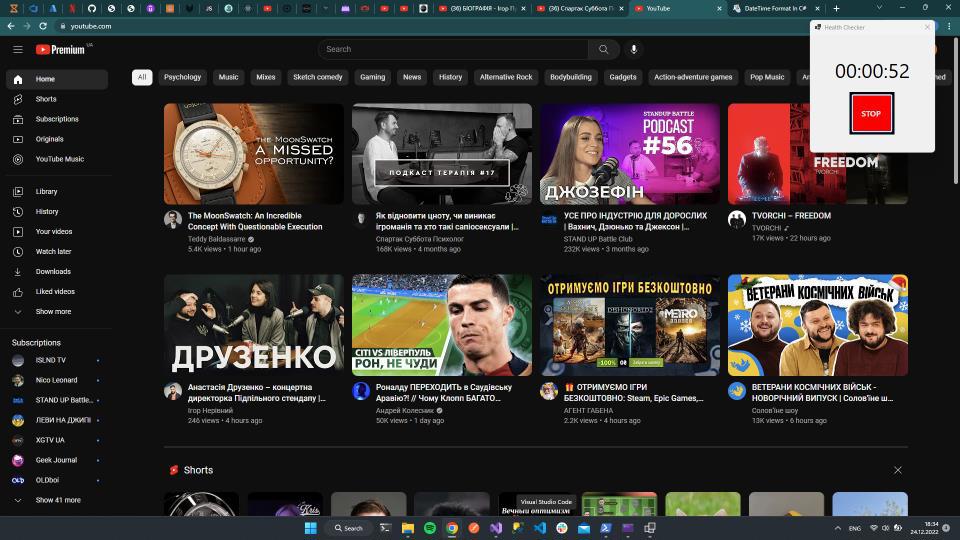 (36) БІОГРАФІЯ - Ігор Пр
(36) Спартак Суббота П
YouTube
DateTime Format In C#
youtube.com
Health Checker
00:00:52
STOP
Premium UA
Search
Home
Shorts
Subscriptions
Originals
YouTube Music
Library
History
Your videos
Watch later
Downloads
Liked videos
Show more
Subscriptions
ISLND TV
Nico Leonard
STAND UP Battle...
ЛЕВИ НА ДЖИПІ
XGTV UA
Geek Journal
OLDboi
Show 41 more
All
Psychology
Music
Mixes
Sketch comedy
Gaming
News
History
Alternative Rock
Bodybuilding
Gadgets
Action-adventure games
Pop Music
THE MOONSWATCH
A MISSED
OPPORTUNITY?
The MoonSwatch: An Incredible
Concept With Questionable Execution
Teddy Baldassarre
5.4K views • 1 hour ago
ПОДКАСТ ТЕРАПІЯ #17
Як відновити цноту, чи виникає
ігроманія та хто такі сапіосексуали |...
Спартак Суббота Психолог
168K views • 4 months ago
STANDUP BATTLE
PODCAST
#56
ДЖОЗЕФІН
УСЕ ПРО ІНДУСТРІЮ ДЛЯ ДОРОСЛИХ
| Вахнич, Дзюнько та Джексон |...
STAND UP Battle Club
232K views • 3 months ago
FREEDOM
TVORCHI
TVORCHI – FREEDOM
TVORCHI
17K views • 22 hours ago
ДРУЗЕНКО
Анастасія Друзенко – концертна
директорка Підпільного стендапу |...
Ігор Нерівний
246 views • 4 hours ago
СІТІ VS ЛІВЕРПУЛЬ
РОН, НЕ ЧУДИ
Роналду ПЕРЕХОДИТЬ в Саудівську
Аравію?! // Чому Клопп БАГАТО...
Андрей Колесник
50K views • 1 day ago
ОТРИМУЄМО ІГРИ БЕЗКОШТОВНО
DISHONORED
METRO
-100% 0₴
ОТРИМУЄМО ІГРИ
БЕЗКОШТОВНО: Steam, Epic Games,...
АГЕНТ ГАБЕНА
2.2K views • 4 hours ago
ВЕТЕРАНИ КОСМІЧНИХ ВІЙСЬК
ВЕТЕРАНИ КОСМІЧНИХ ВІЙСЬК -
НОВОРІЧНИЙ ВИПУСК | Солов'їне ш...
Солов'їне шоу
13K views • 6 hours ago
Shorts
Visual Studio Code
Вечный оптимизм
Search
ENG
18:34
24.12.2022